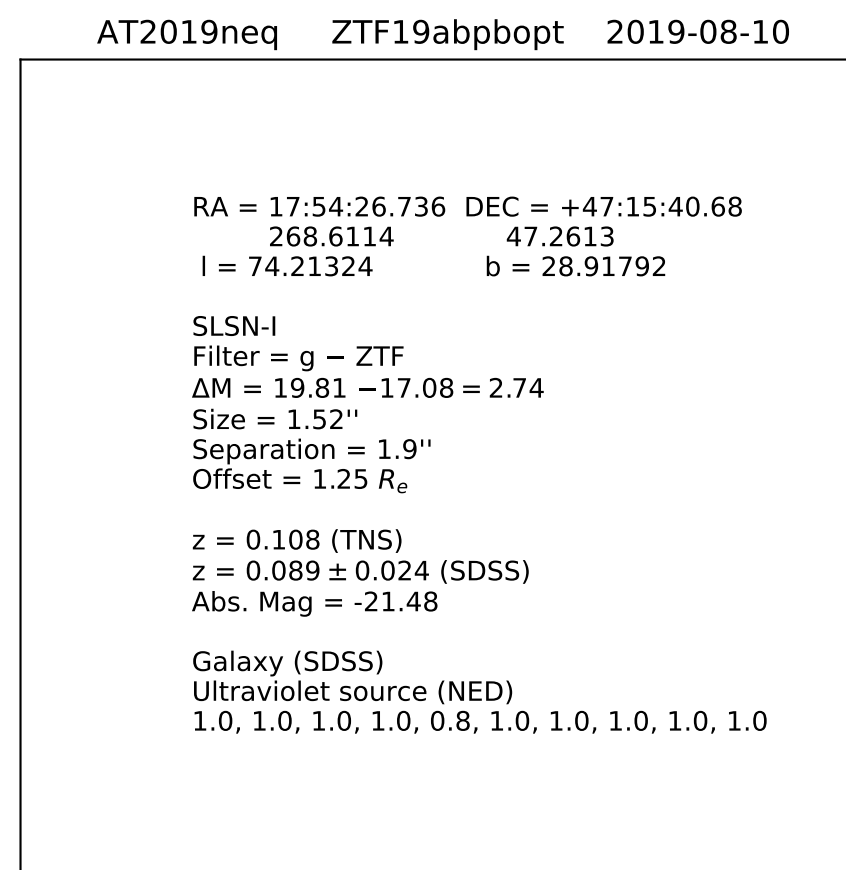 AT2019neq ZTF19abpbopt 2019-08-10
RA = 17:54:26.736 DEC = +47:15:40.68
268.6114 47.2613
l = 74.21324 b = 28.91792
SLSN-I
Filter = g − ZTF
ΔM = 19.81 −17.08 = 2.74
Size = 1.52''
Separation = 1.9''
Offset = 1.25 Rₑ
z = 0.108 (TNS)
z = 0.089 ± 0.024 (SDSS)
Abs. Mag = -21.48
Galaxy (SDSS)
Ultraviolet source (NED)
1.0, 1.0, 1.0, 1.0, 0.8, 1.0, 1.0, 1.0, 1.0, 1.0